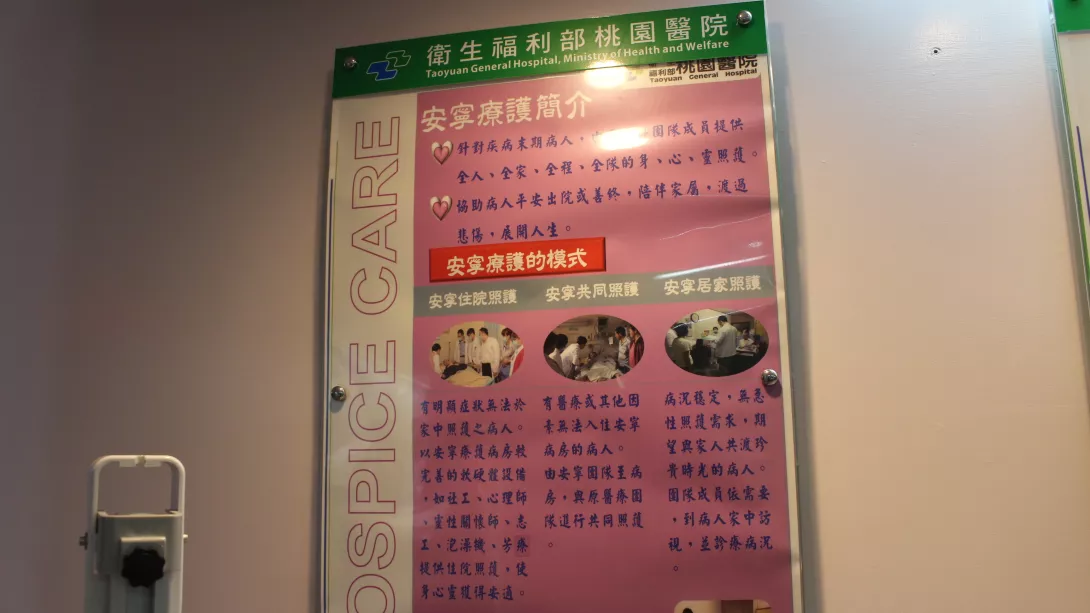 衛生福利部桃園醫院
Taoyuan General Hospital, Ministry of Health and Welfare
福利部桃園醫院
Taoyuan General Hospital
OSPICE CARE
安寧療護簡介
針對疾病末期病人,團隊成員提供
全人、全家、全程、全隊的身、心、靈照護。
協助病人平安出院或善終,陪伴家屬,渡過
悲傷,展開人生。
安寧療護的模式
安寧住院照護
有明顯症狀無法於
家中照護之病人。
以安寧療護病房較
完善的軟硬體設備
,如社工、心理師
、靈性關懷師、志
工、泡澡機、芳療
提供住院照護,使
身心靈獲得安適。
安寧共同照護
有醫療或其他因
素無法入住安寧
病房的病人。
由安寧團隊至病
房,與原醫療團
隊進行共同照護
。
安寧居家照護
病況穩定,無急
性照護需求,期
望與家人共渡珍
貴時光的病人。
團隊成員依需要
,到病人家中訪
視,並診療病況
。